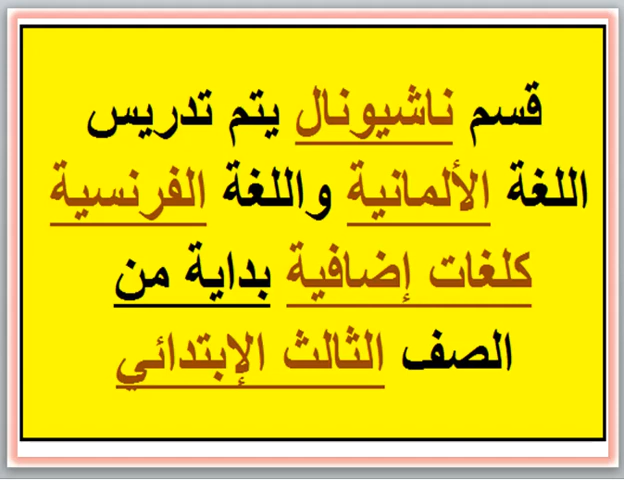 قسم ناشيونال يتم تدريس
اللغة الألمانية واللغة الفرنسية
كلغات إضافية بداية من
الصف الثالث الإبتدائي